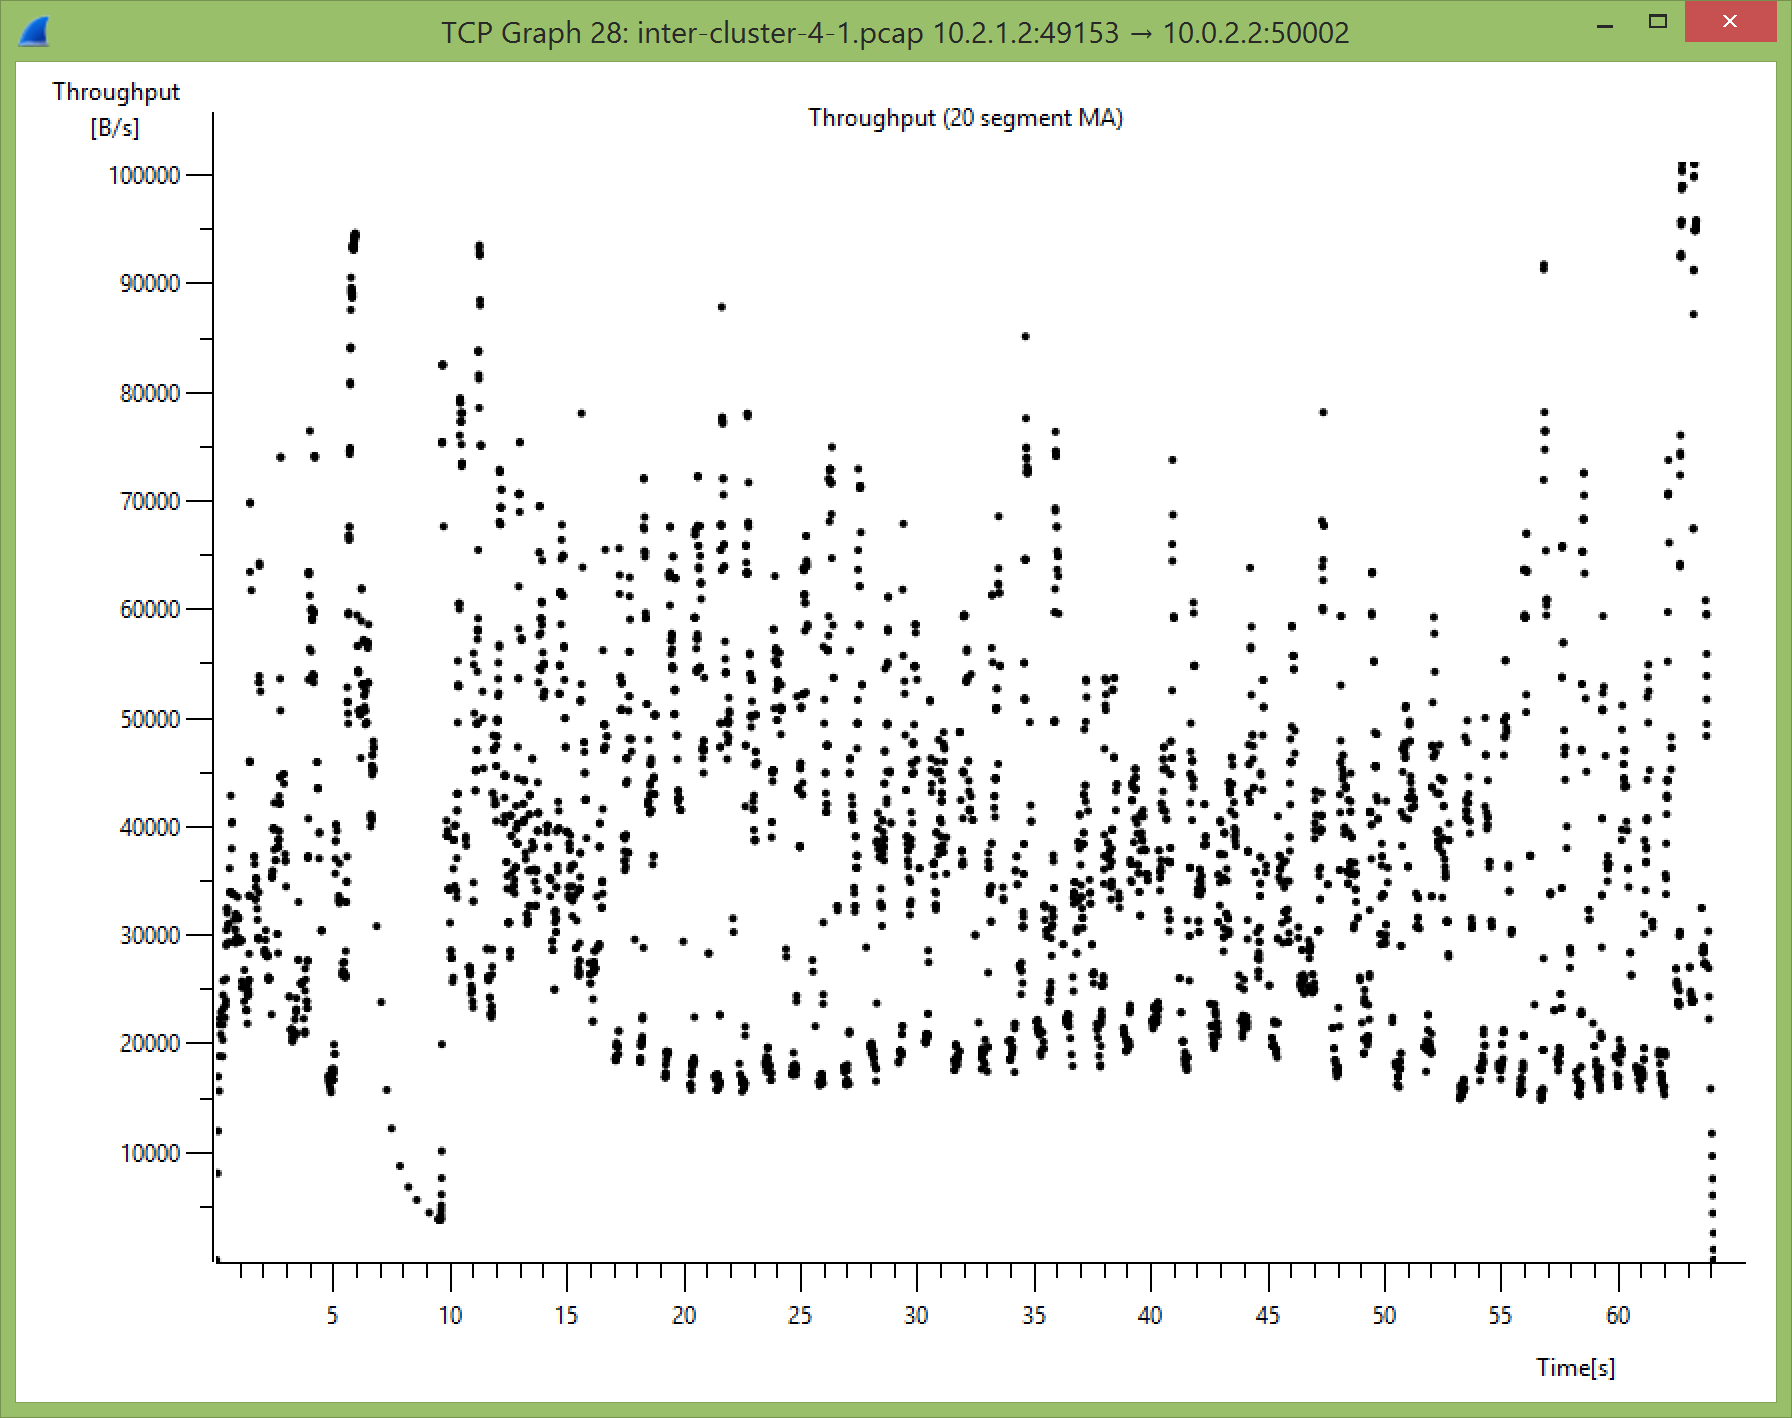 TCP Graph 28: inter-cluster-4-1.pcap 10.2.1.2:49153 → 10.0.2.2:50002
Throughput
[B/s]
Throughput (20 segment MA)
100000
90000
80000
70000
60000
50000
40000
30000
20000
10000
5 10 15 20 25 30 35 40 45 50 55 60
Time[s]